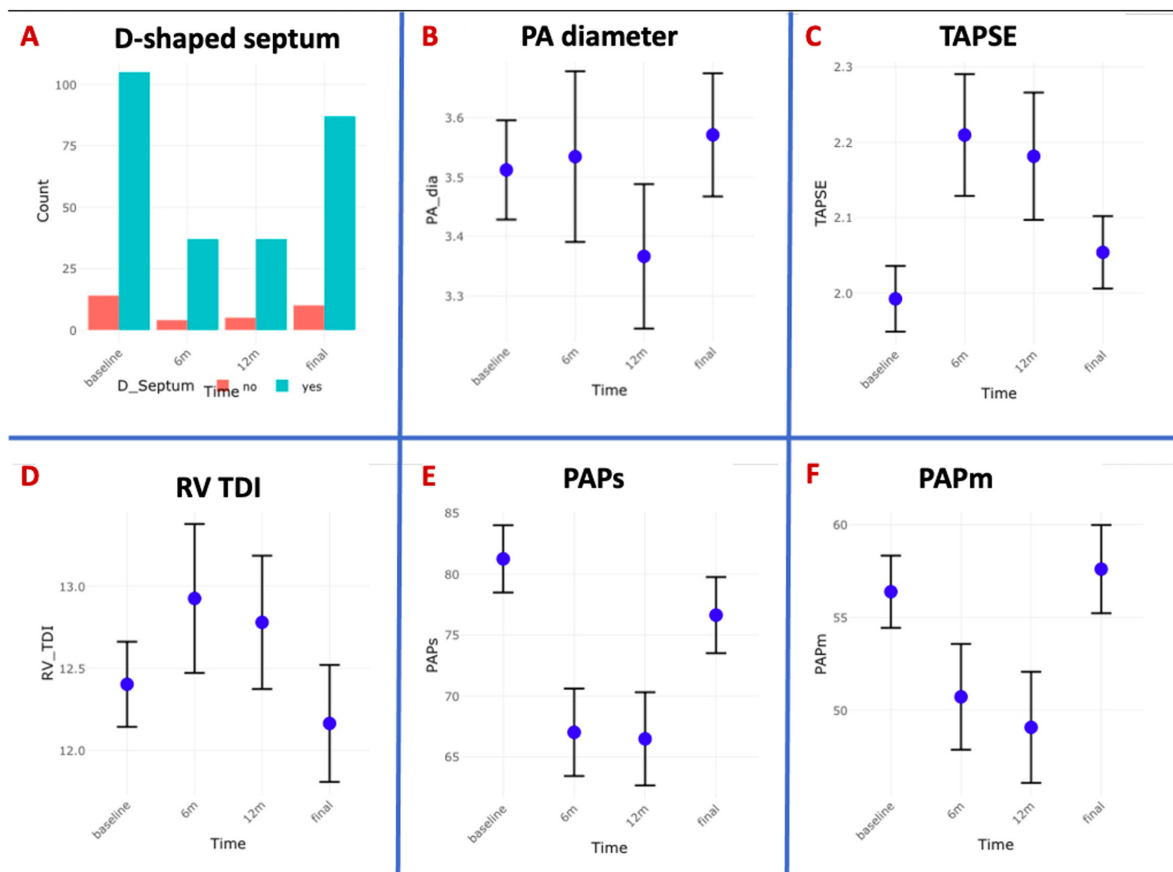 A
D-shaped septum
100
75
50
25
0
Count
baseline
6m
12m
final
D_Septum
no
yes
Time
B
PA diameter
3.6
3.5
3.4
3.3
PA_dia
baseline
6m
12m
final
Time
C
TAPSE
2.3
2.2
2.1
2.0
TAPSE
baseline
6m
12m
final
Time
D
RV TDI
13.0
12.5
12.0
RV_TDI
baseline
6m
12m
final
Time
E
PAPs
85
80
75
70
65
PAPs
baseline
6m
12m
final
Time
F
PAPm
60
55
50
PAPm
baseline
6m
12m
final
Time